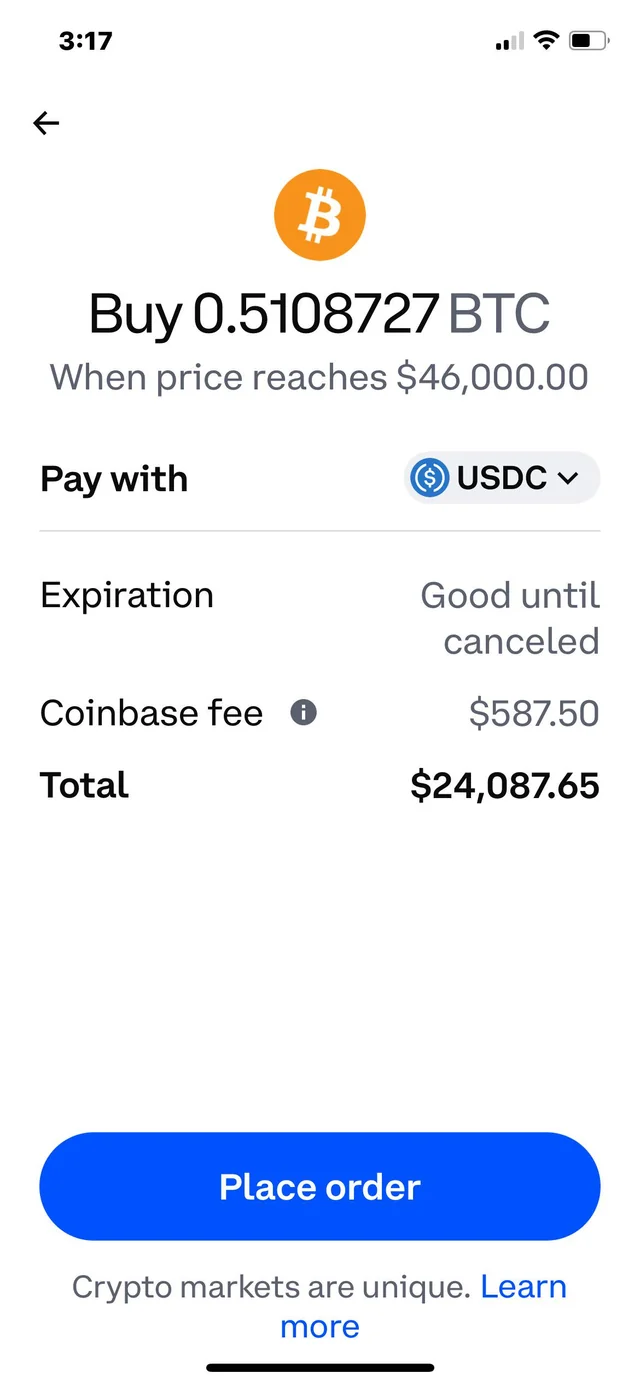 3:17
Buy 0.5108727 BTC
When price reaches $46,000.00
Pay with USDC
Expiration Good until
canceled
Coinbase fee $587.50
Total $24,087.65
Place order
Crypto markets are unique. Learn
more